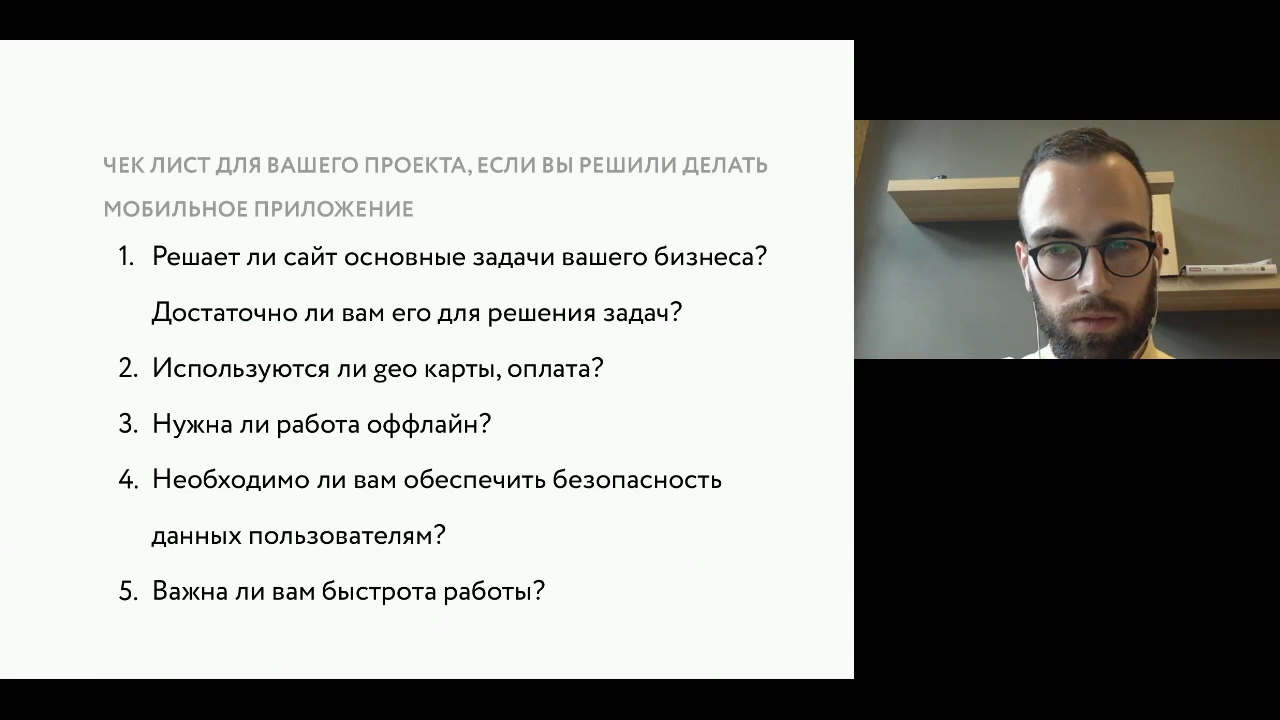 ЧЕК ЛИСТ ДЛЯ ВАШЕГО ПРОЕКТА, ЕСЛИ ВЫ РЕШИЛИ ДЕЛАТЬ
МОБИЛЬНОЕ ПРИЛОЖЕНИЕ
1. Решает ли сайт основные задачи вашего бизнеса?
Достаточно ли вам его для решения задач?
2. Используются ли geo карты, оплата?
3. Нужна ли работа оффлайн?
4. Необходимо ли вам обеспечить безопасность
данных пользователям?
5. Важна ли вам быстрота работы?